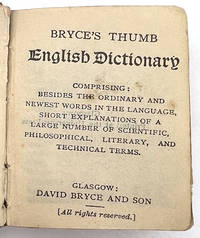 BRYCE'S THUMB
English Dictionary
COMPRISING:
BESIDES THE ORDINARY AND
NEWEST WORDS IN THE LANGUAGE,
SHORT EXPLANATIONS OF A
LARGE NUMBER OF SCIENTIFIC,
PHILOSOPHICAL, LITERARY, AND
TECHNICAL TERMS.
GLASGOW:
DAVID BRYCE AND SON
[All rights reserved.]